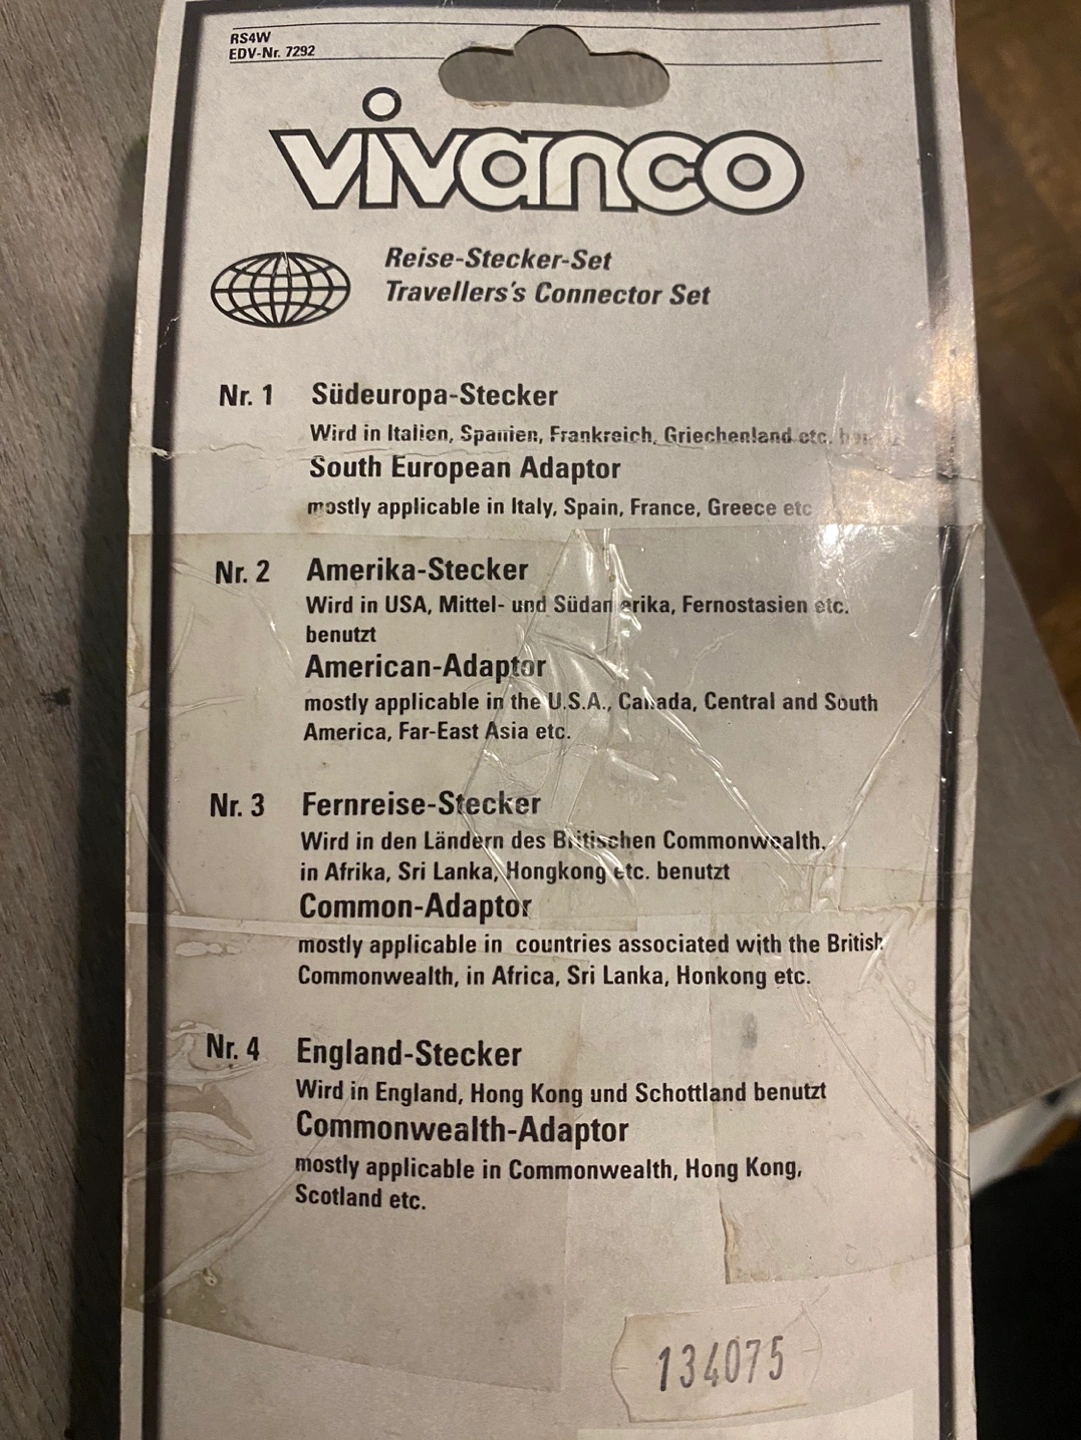 RS4W
EDV-Nr. 7292
vivanco
Reise-Stecker-Set
Travellers's Connector Set
Nr. 1 Südeuropa-Stecker
Wird in Italien, Spanien, Frankreich, Griechenland etc.
South European Adaptor
mostly applicable in Italy, Spain, France, Greece etc
Nr. 2 Amerika-Stecker
Wird in USA, Mittel- und Südamerika, Fernostasien etc.
benutzt
American-Adaptor
mostly applicable in the U.S.A., Canada, Central and South
America, Far-East Asia etc.
Nr. 3 Fernreise-Stecker
Wird in den Ländern des Britischen Commonwealth,
in Afrika, Sri Lanka, Hongkong etc. benutzt
Common-Adaptor
mostly applicable in countries associated with the British
Commonwealth, in Africa, Sri Lanka, Honkong etc.
Nr. 4 England-Stecker
Wird in England, Hong Kong und Schottland benutzt
Commonwealth-Adaptor
mostly applicable in Commonwealth, Hong Kong,
Scotland etc.
134075